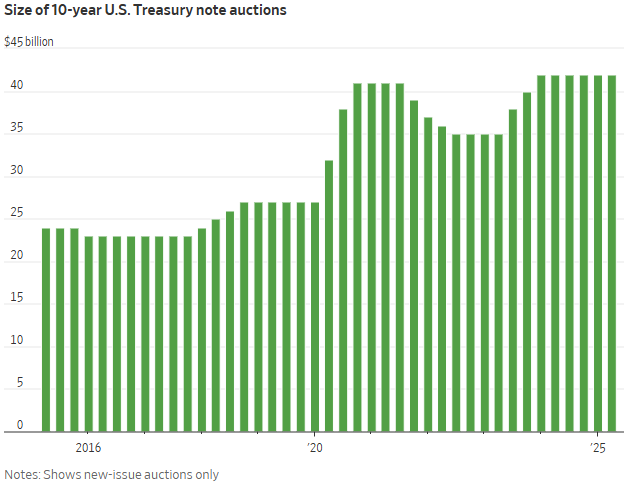 Size of 10-year U.S. Treasury note auctions
$45 billion
40
35
30
25
20
15
10
5
0
2016 ’20 ’25
Notes: Shows new-issue auctions only